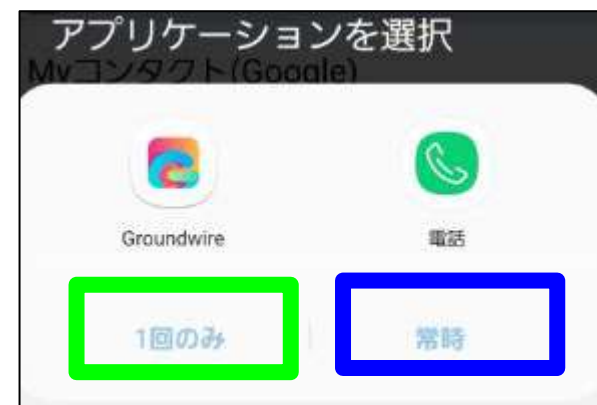 アプリケーションを選択
Myコンタクト(Google)
Groundwire
電話
1回のみ
常時